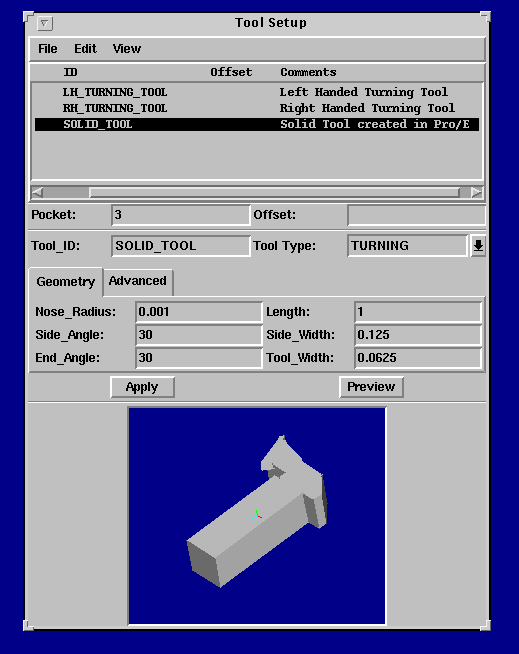 Tool Setup
File Edit View
ID Offset Comments
LH_TURNING_TOOL Left Handed Turning Tool
RH_TURNING_TOOL Right Handed Turning Tool
SOLID_TOOL Solid Tool created in Pro/E
Pocket: 3 Offset:
Tool_ID: SOLID_TOOL Tool Type: TURNING
Geometry Advanced
Nose_Radius: 0.001 Length: 1
Side_Angle: 30 Side_Width: 0.125
End_Angle: 30 Tool_Width: 0.0625
Apply Preview